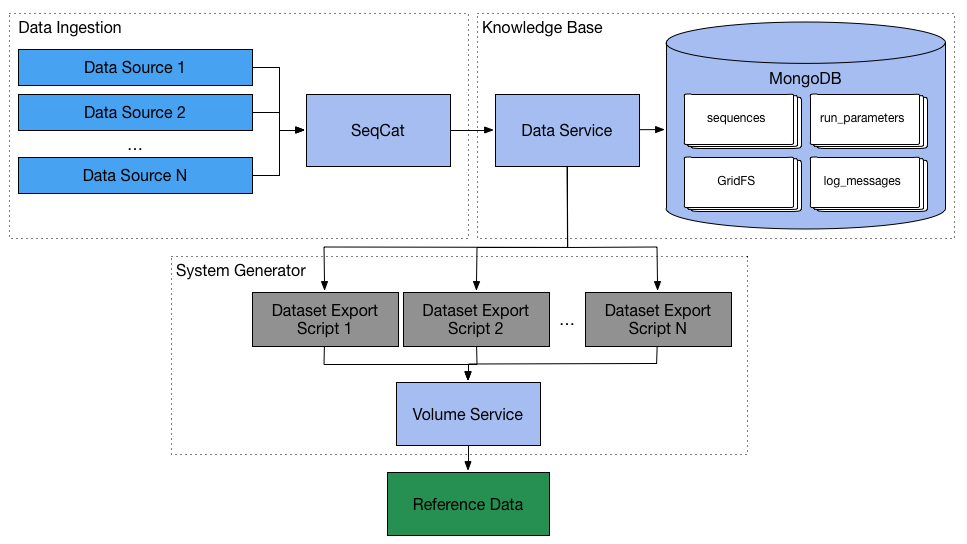 Data Ingestion
Data Source 1
Data Source 2
...
Data Source N
SeqCat
Knowledge Base
Data Service
MongoDB
sequences
run_parameters
GridFS
log_messages
System Generator
Dataset Export
Script 1
Dataset Export
Script 2
...
Dataset Export
Script N
Volume Service
Reference Data